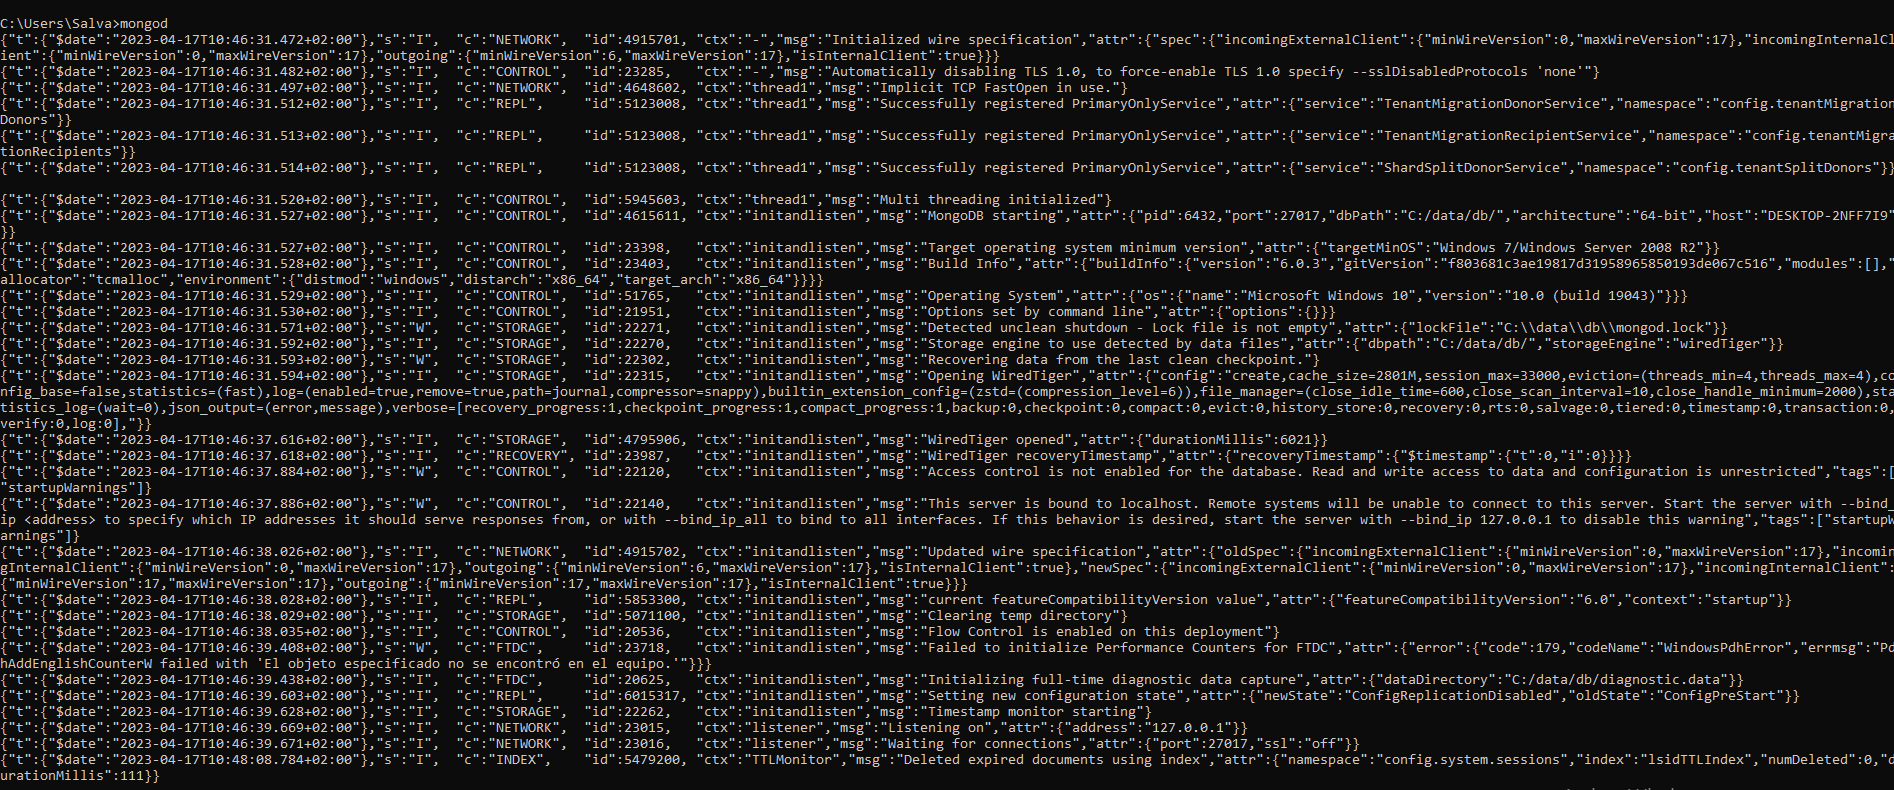 C:\Users\Salva>mongod
{"t":{"$date":"2023-04-17T10:46:31.472+02:00"},"s":"I",  "c":"NETWORK",  "id":4915701, "ctx":"-","msg":"Initialized wire specification","attr":{"spec":{"incomingExternalClient":{"minWireVersion":0,"maxWireVersion":17},"incomingInternalCl
ient":{"minWireVersion":0,"maxWireVersion":17},"outgoing":{"minWireVersion":6,"maxWireVersion":17},"isInternalClient":true}}}
{"t":{"$date":"2023-04-17T10:46:31.482+02:00"},"s":"I",  "c":"CONTROL",  "id":23285,   "ctx":"-","msg":"Automatically disabling TLS 1.0, to force-enable TLS 1.0 specify --sslDisabledProtocols 'none'"}
{"t":{"$date":"2023-04-17T10:46:31.497+02:00"},"s":"I",  "c":"NETWORK",  "id":4648602, "ctx":"thread1","msg":"Implicit TCP FastOpen in use."}
{"t":{"$date":"2023-04-17T10:46:31.512+02:00"},"s":"I",  "c":"REPL",     "id":5123008, "ctx":"thread1","msg":"Successfully registered PrimaryOnlyService","attr":{"service":"TenantMigrationDonorService","namespace":"config.tenantMigration
Donors"}}
{"t":{"$date":"2023-04-17T10:46:31.513+02:00"},"s":"I",  "c":"REPL",     "id":5123008, "ctx":"thread1","msg":"Successfully registered PrimaryOnlyService","attr":{"service":"TenantMigrationRecipientService","namespace":"config.tenantMigra
tionRecipients"}}
{"t":{"$date":"2023-04-17T10:46:31.514+02:00"},"s":"I",  "c":"REPL",     "id":5123008, "ctx":"thread1","msg":"Successfully registered PrimaryOnlyService","attr":{"service":"ShardSplitDonorService","namespace":"config.tenantSplitDonors"}}
{"t":{"$date":"2023-04-17T10:46:31.520+02:00"},"s":"I",  "c":"CONTROL",  "id":5945603, "ctx":"thread1","msg":"Multi threading initialized"}
{"t":{"$date":"2023-04-17T10:46:31.527+02:00"},"s":"I",  "c":"CONTROL",  "id":4615611, "ctx":"initandlisten","msg":"MongoDB starting","attr":{"pid":6432,"port":27017,"dbPath":"C:/data/db/","architecture":"64-bit","host":"DESKTOP-2NFF7I9"
}}
{"t":{"$date":"2023-04-17T10:46:31.527+02:00"},"s":"I",  "c":"CONTROL",  "id":23398,   "ctx":"initandlisten","msg":"Target operating system minimum version","attr":{"targetMinOS":"Windows 7/Windows Server 2008 R2"}}
{"t":{"$date":"2023-04-17T10:46:31.528+02:00"},"s":"I",  "c":"CONTROL",  "id":23403,   "ctx":"initandlisten","msg":"Build Info","attr":{"buildInfo":{"version":"6.0.3","gitVersion":"f803681c3ae19817d31958965850193de067c516","modules":[],"
allocator":"tcmalloc","environment":{"distmod":"windows","distarch":"x86_64","target_arch":"x86_64"}}}}
{"t":{"$date":"2023-04-17T10:46:31.529+02:00"},"s":"I",  "c":"CONTROL",  "id":51765,   "ctx":"initandlisten","msg":"Operating System","attr":{"os":{"name":"Microsoft Windows 10","version":"10.0 (build 19043)"}}}
{"t":{"$date":"2023-04-17T10:46:31.530+02:00"},"s":"I",  "c":"CONTROL",  "id":21951,   "ctx":"initandlisten","msg":"Options set by command line","attr":{"options":{}}}
{"t":{"$date":"2023-04-17T10:46:31.571+02:00"},"s":"W",  "c":"STORAGE",  "id":22271,   "ctx":"initandlisten","msg":"Detected unclean shutdown - Lock file is not empty","attr":{"lockFile":"C:\\data\\db\\mongod.lock"}}
{"t":{"$date":"2023-04-17T10:46:31.592+02:00"},"s":"I",  "c":"STORAGE",  "id":22270,   "ctx":"initandlisten","msg":"Storage engine to use detected by data files","attr":{"dbpath":"C:/data/db/","storageEngine":"wiredTiger"}}
{"t":{"$date":"2023-04-17T10:46:31.593+02:00"},"s":"W",  "c":"STORAGE",  "id":22302,   "ctx":"initandlisten","msg":"Recovering data from the last clean checkpoint."}
{"t":{"$date":"2023-04-17T10:46:31.594+02:00"},"s":"I",  "c":"STORAGE",  "id":22315,   "ctx":"initandlisten","msg":"Opening WiredTiger","attr":{"config":"create,cache_size=2801M,session_max=33000,eviction=(threads_min=4,threads_max=4),co
nfig_base=false,statistics=(fast),log=(enabled=true,remove=true,path=journal,compressor=snappy),builtin_extension_config=(zstd=(compression_level=6)),file_manager=(close_idle_time=600,close_scan_interval=10,close_handle_minimum=2000),sta
tistics_log=(wait=0),json_output=(error,message),verbose=[recovery_progress:1,checkpoint_progress:1,compact_progress:1,backup:0,checkpoint:0,compact:0,evict:0,history_store:0,recovery:0,rts:0,salvage:0,tiered:0,timestamp:0,transaction:0,
verify:0,log:0],"}}
{"t":{"$date":"2023-04-17T10:46:37.616+02:00"},"s":"I",  "c":"STORAGE",  "id":4795906, "ctx":"initandlisten","msg":"WiredTiger opened","attr":{"durationMillis":6021}}
{"t":{"$date":"2023-04-17T10:46:37.618+02:00"},"s":"I",  "c":"RECOVERY", "id":23987,   "ctx":"initandlisten","msg":"WiredTiger recoveryTimestamp","attr":{"recoveryTimestamp":{"$timestamp":{"t":0,"i":0}}}}
{"t":{"$date":"2023-04-17T10:46:37.884+02:00"},"s":"W",  "c":"CONTROL",  "id":22120,   "ctx":"initandlisten","msg":"Access control is not enabled for the database. Read and write access to data and configuration is unrestricted","tags":[
"startupWarnings"]}
{"t":{"$date":"2023-04-17T10:46:37.886+02:00"},"s":"W",  "c":"CONTROL",  "id":22140,   "ctx":"initandlisten","msg":"This server is bound to localhost. Remote systems will be unable to connect to this server. Start the server with --bind_
ip <address> to specify which IP addresses it should serve responses from, or with --bind_ip_all to bind to all interfaces. If this behavior is desired, start the server with --bind_ip 127.0.0.1 to disable this warning","tags":["startupW
arnings"]}
{"t":{"$date":"2023-04-17T10:46:38.026+02:00"},"s":"I",  "c":"NETWORK",  "id":4915702, "ctx":"initandlisten","msg":"Updated wire specification","attr":{"oldSpec":{"incomingExternalClient":{"minWireVersion":0,"maxWireVersion":17},"incomin
gInternalClient":{"minWireVersion":0,"maxWireVersion":17},"outgoing":{"minWireVersion":6,"maxWireVersion":17},"isInternalClient":true},"newSpec":{"incomingExternalClient":{"minWireVersion":0,"maxWireVersion":17},"incomingInternalClient":
{"minWireVersion":17,"maxWireVersion":17},"outgoing":{"minWireVersion":17,"maxWireVersion":17},"isInternalClient":true}}}
{"t":{"$date":"2023-04-17T10:46:38.028+02:00"},"s":"I",  "c":"REPL",     "id":5853300, "ctx":"initandlisten","msg":"current featureCompatibilityVersion value","attr":{"featureCompatibilityVersion":"6.0","context":"startup"}}
{"t":{"$date":"2023-04-17T10:46:38.029+02:00"},"s":"I",  "c":"STORAGE",  "id":5071100, "ctx":"initandlisten","msg":"Clearing temp directory"}
{"t":{"$date":"2023-04-17T10:46:38.035+02:00"},"s":"I",  "c":"CONTROL",  "id":20536,   "ctx":"initandlisten","msg":"Flow Control is enabled on this deployment"}
{"t":{"$date":"2023-04-17T10:46:39.408+02:00"},"s":"W",  "c":"FTDC",     "id":23718,   "ctx":"initandlisten","msg":"Failed to initialize Performance Counters for FTDC","attr":{"error":{"code":179,"codeName":"WindowsPdhError","errmsg":"Pd
hAddEnglishCounterW failed with 'El objeto especificado no se encontró en el equipo.'"}}}
{"t":{"$date":"2023-04-17T10:46:39.438+02:00"},"s":"I",  "c":"FTDC",     "id":20625,   "ctx":"initandlisten","msg":"Initializing full-time diagnostic data capture","attr":{"dataDirectory":"C:/data/db/diagnostic.data"}}
{"t":{"$date":"2023-04-17T10:46:39.603+02:00"},"s":"I",  "c":"REPL",     "id":6015317, "ctx":"initandlisten","msg":"Setting new configuration state","attr":{"newState":"ConfigReplicationDisabled","oldState":"ConfigPreStart"}}
{"t":{"$date":"2023-04-17T10:46:39.628+02:00"},"s":"I",  "c":"STORAGE",  "id":22262,   "ctx":"initandlisten","msg":"Timestamp monitor starting"}
{"t":{"$date":"2023-04-17T10:46:39.669+02:00"},"s":"I",  "c":"NETWORK",  "id":23015,   "ctx":"listener","msg":"Listening on","attr":{"address":"127.0.0.1"}}
{"t":{"$date":"2023-04-17T10:46:39.671+02:00"},"s":"I",  "c":"NETWORK",  "id":23016,   "ctx":"listener","msg":"Waiting for connections","attr":{"port":27017,"ssl":"off"}}
{"t":{"$date":"2023-04-17T10:48:08.784+02:00"},"s":"I",  "c":"INDEX",    "id":5479200, "ctx":"TTLMonitor","msg":"Deleted expired documents using index","attr":{"namespace":"config.system.sessions","index":"lsidTTLIndex","numDeleted":0,"d
urationMillis":111}}